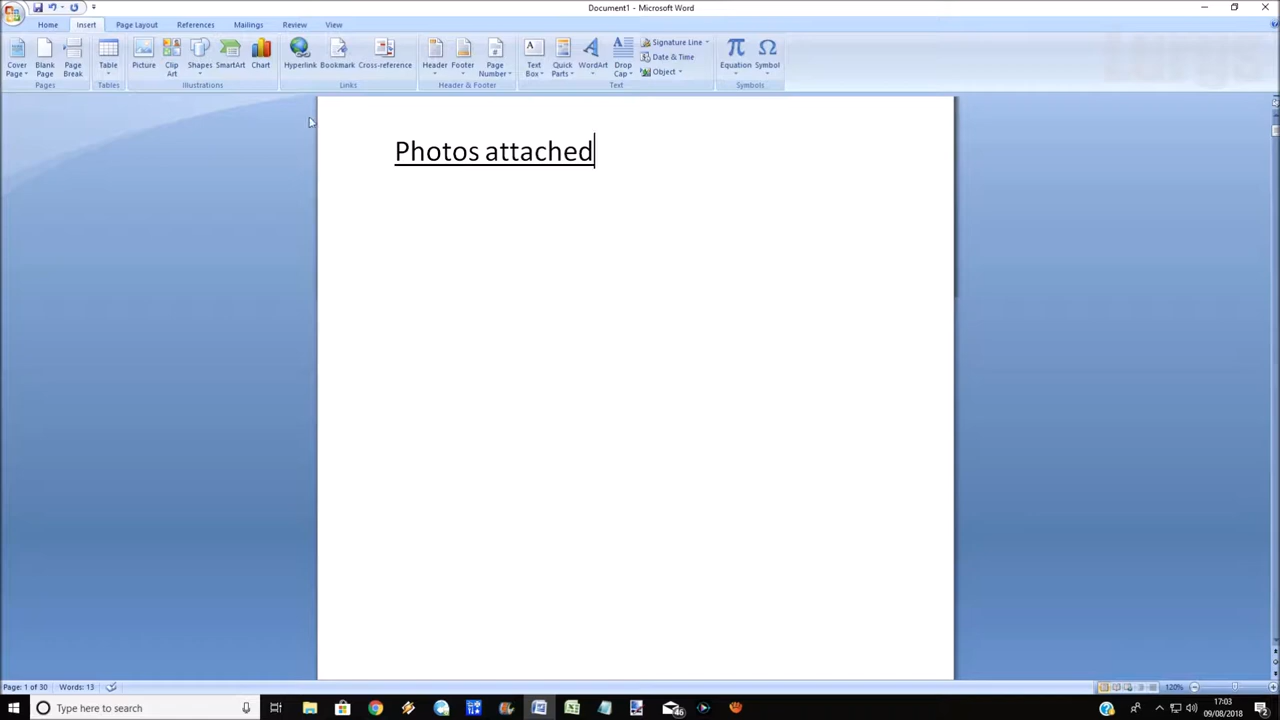 Document1 - Microsoft Word
Home Insert Page Layout References Mailings Review View
Cover Page Blank Page Page Break Table Picture Clip Art Shapes SmartArt Chart Hyperlink Bookmark Cross-reference Header Footer Page Number Text Box Quick Parts WordArt Drop Cap Signature Line Date & Time Object Equation Symbol
Pages Tables Illustrations Links Header & Footer Text Symbols
Photos attached
Page: 1 of 30 Words: 13 120%
Type here to search 46 17:03
09/08/2018 2